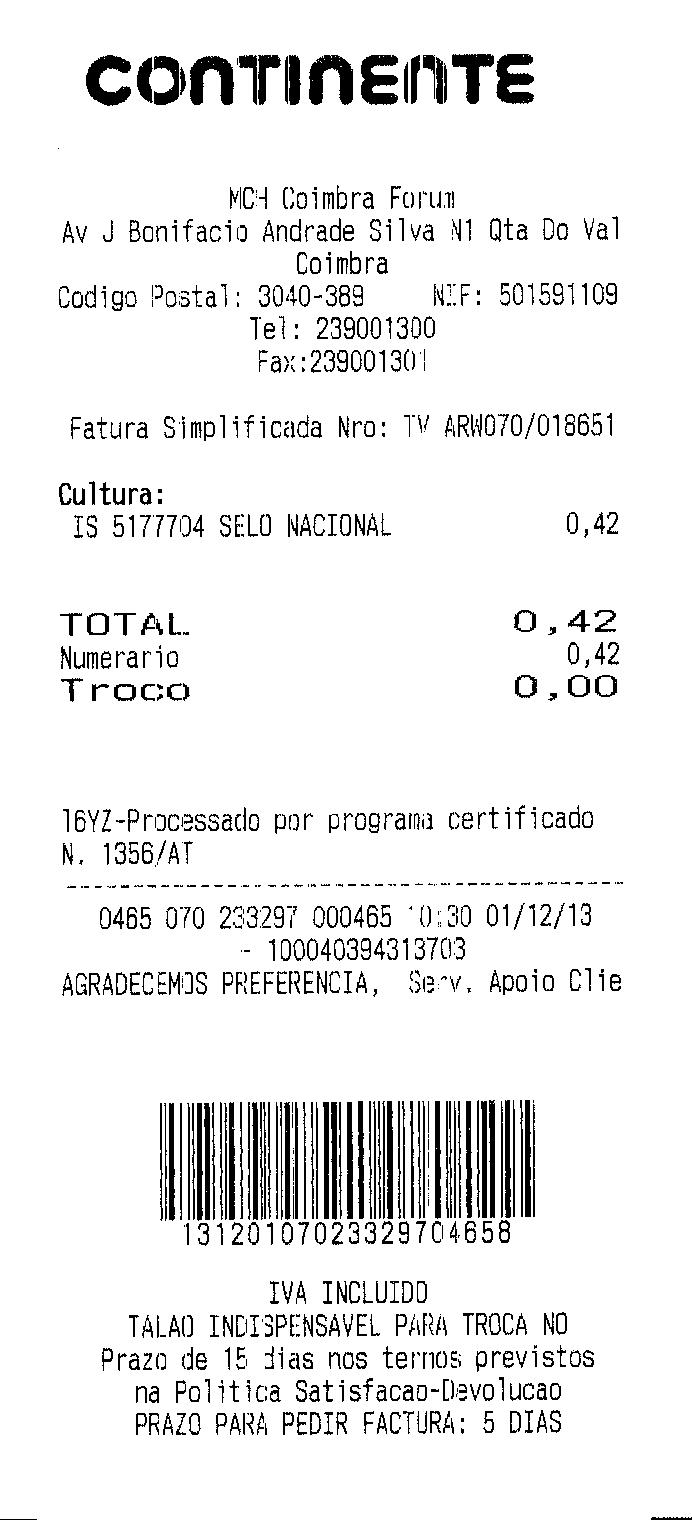 CONTINENTE
MCH Coimbra Forum
Av J Bonifacio Andrade Silva N1 Qta Do Val
Coimbra
Codigo Postal: 3040-389 NIF: 501591109
Tel: 239001300
Fax:239001301
Fatura Simplificada Nro: TV ARW070/018651
Cultura:
IS 5177704 SELO NACIONAL 0,42
TOTAL 0,42
Numerario 0,42
Troco 0,00
16YZ-Processado por programa certificado
N. 1356/AT
0465 070 233297 000465 10:30 01/12/13
- 100040394313703
AGRADECEMOS PREFERENCIA, Serv. Apoio Clie
13120107023329704658
IVA INCLUIDO
TALAO INDISPENSAVEL PARA TROCA NO
Prazo de 15 dias nos termos previstos
na Politica Satisfacao-Devolucao
PRAZO PARA PEDIR FACTURA: 5 DIAS